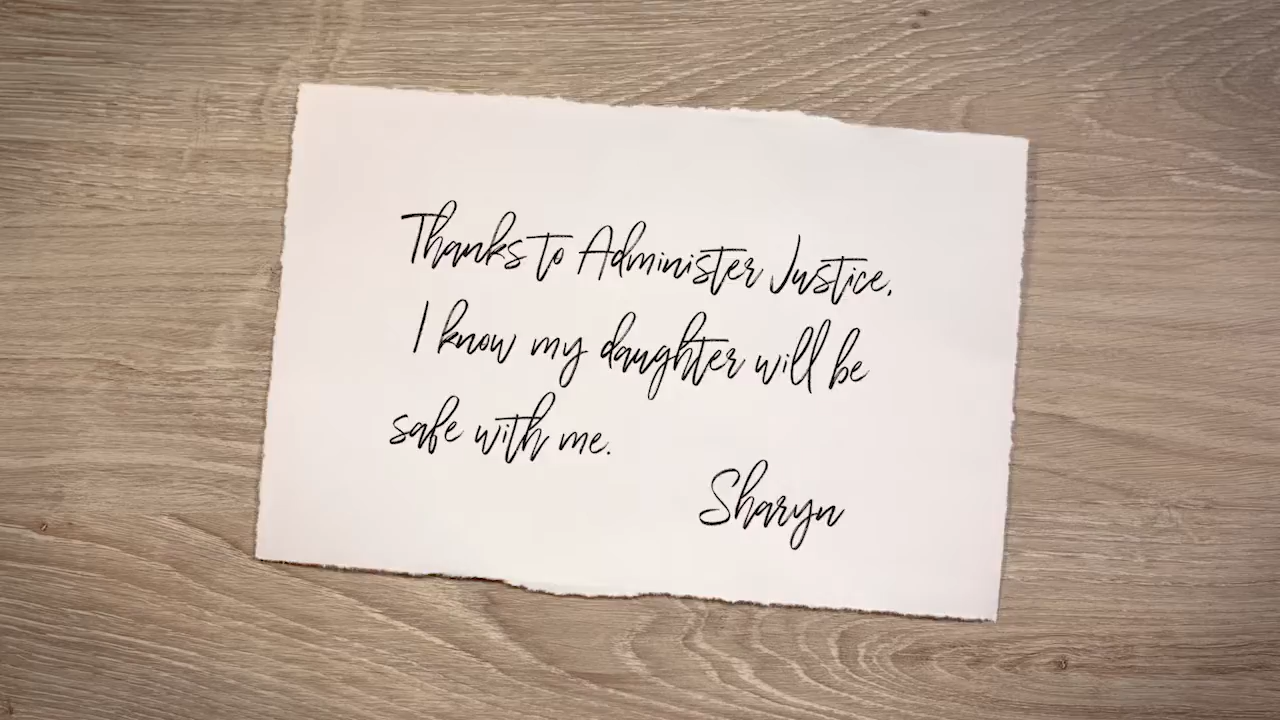 Thanks to Administer Justice,
I know my daughter will be
safe with me.
Sharyn